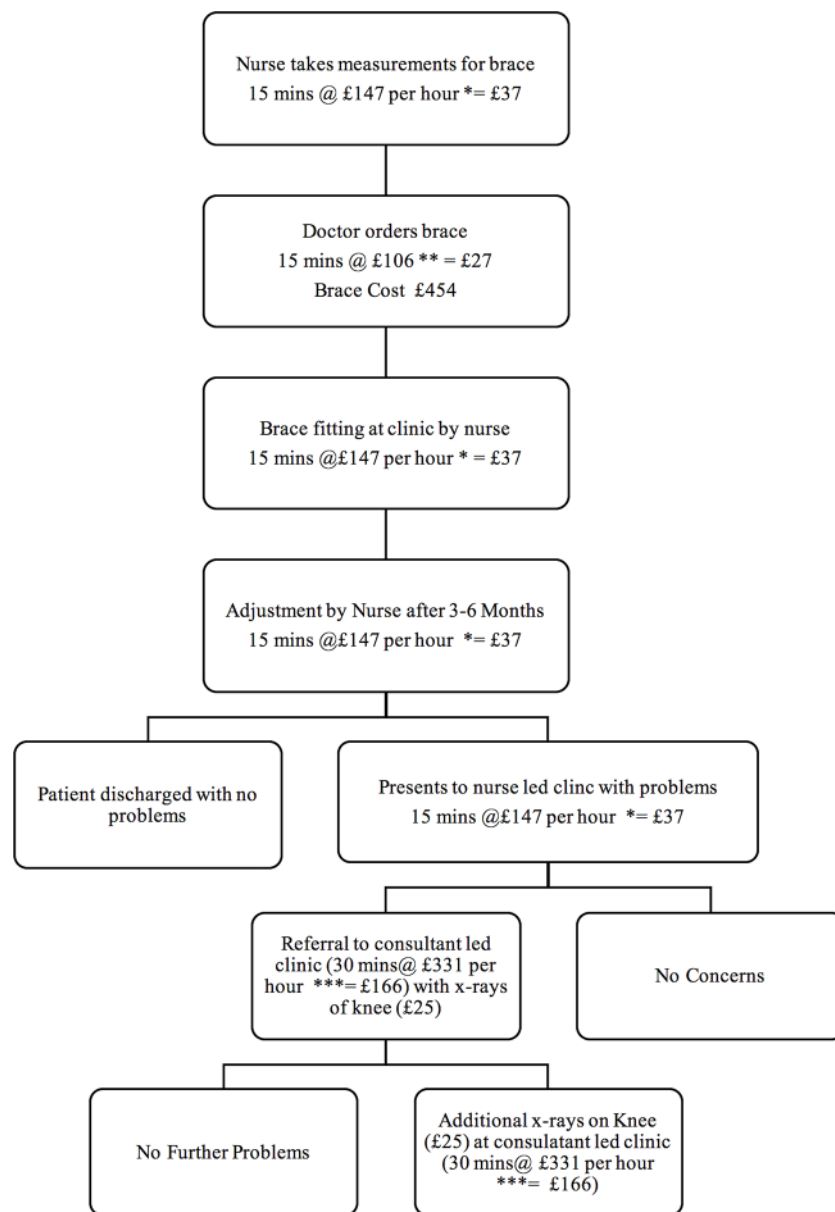 Nurse takes measurements for brace
15 mins @ £147 per hour *= £37
Doctor orders brace
15 mins @ £106 ** = £27
Brace Cost £454
Brace fitting at clinic by nurse
15 mins @£147 per hour * = £37
Adjustment by Nurse after 3-6 Months
15 mins @£147 per hour *= £37
Patient discharged with no
problems
Presents to nurse led clinc with problems
15 mins @£147 per hour *= £37
Referral to consultant led
clinic (30 mins@ £331 per
hour ***= £166) with x-rays
of knee (£25)
No Concerns
No Further Problems
Additional x-rays on Knee
(£25) at consulatant led clinic
(30 mins@ £331 per hour
***= £166)